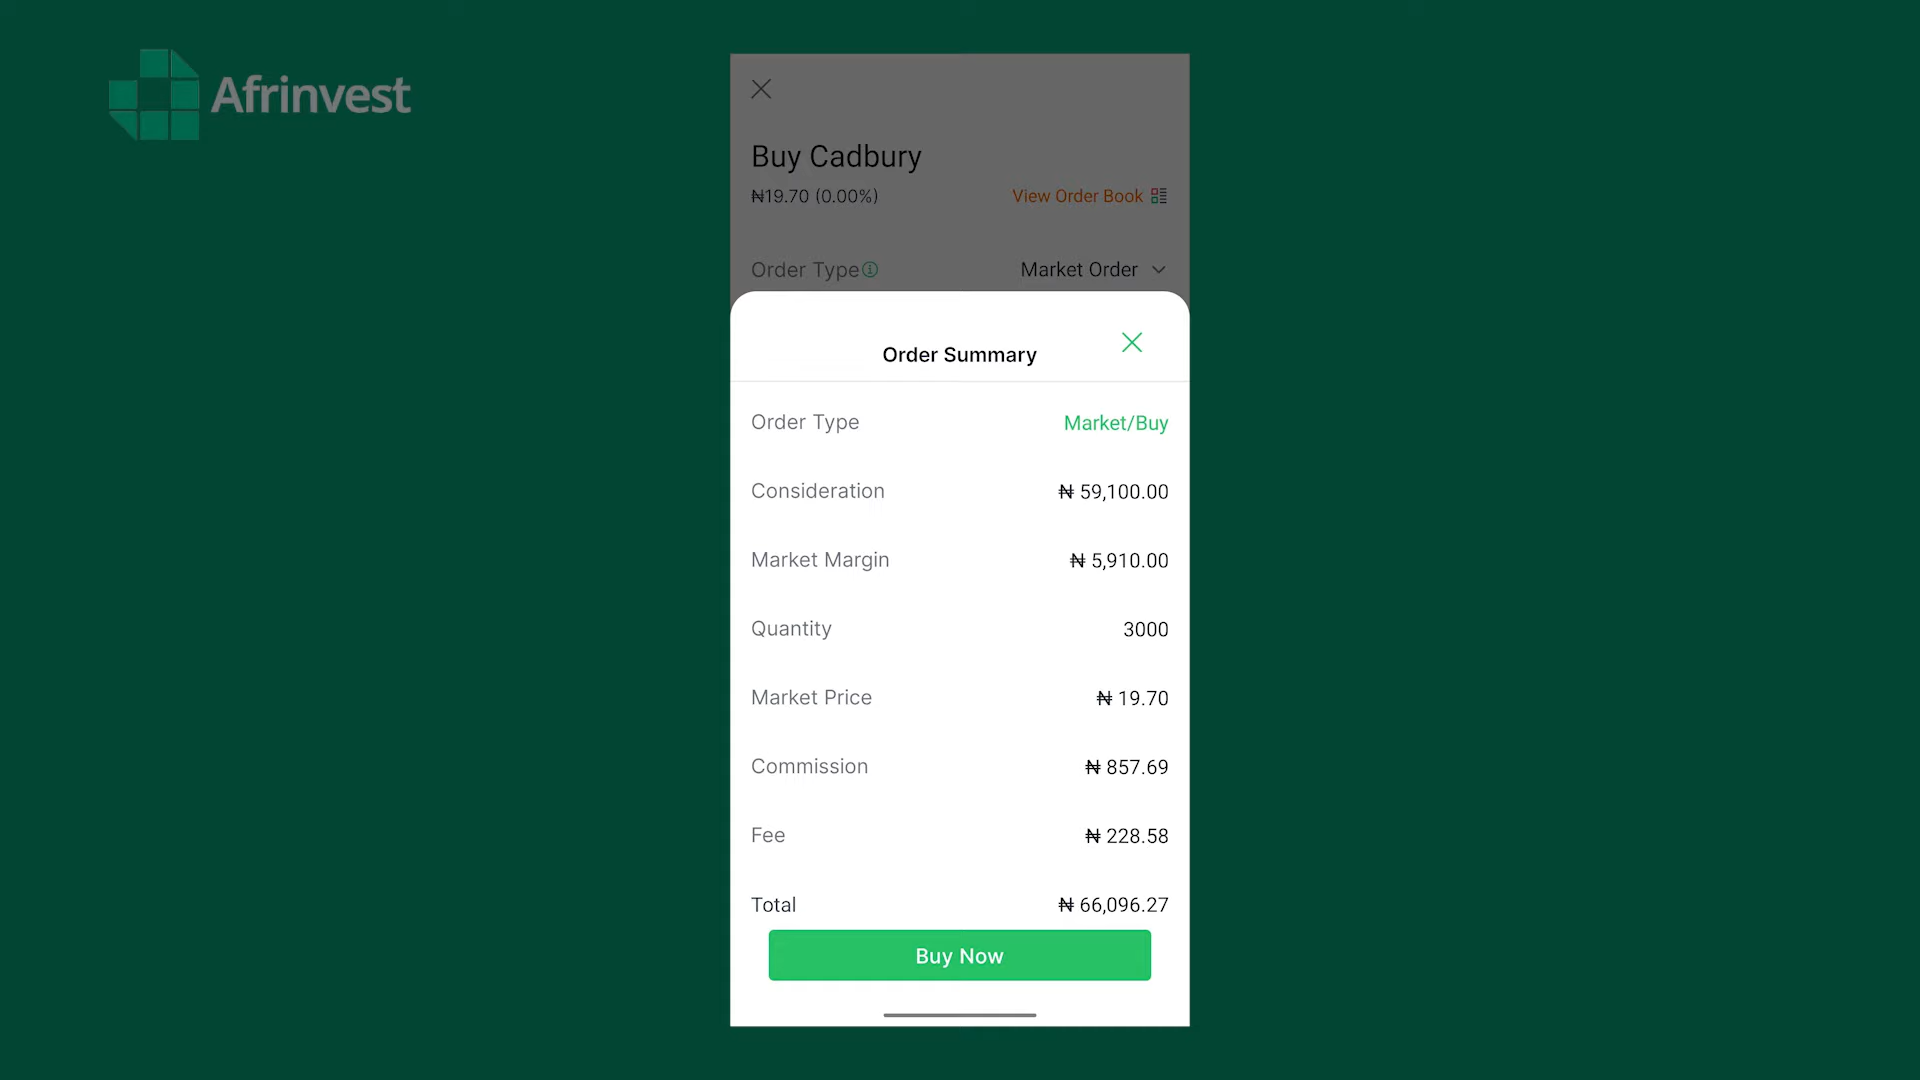 Afrinvest
Buy Cadbury
₦19.70 (0.00%)
View Order Book
Order Type
Market Order
Order Summary
Order Type
Market/Buy
Consideration
₦ 59,100.00
Market Margin
₦ 5,910.00
Quantity
3000
Market Price
₦ 19.70
Commission
₦ 857.69
Fee
₦ 228.58
Total
₦ 66,096.27
Buy Now